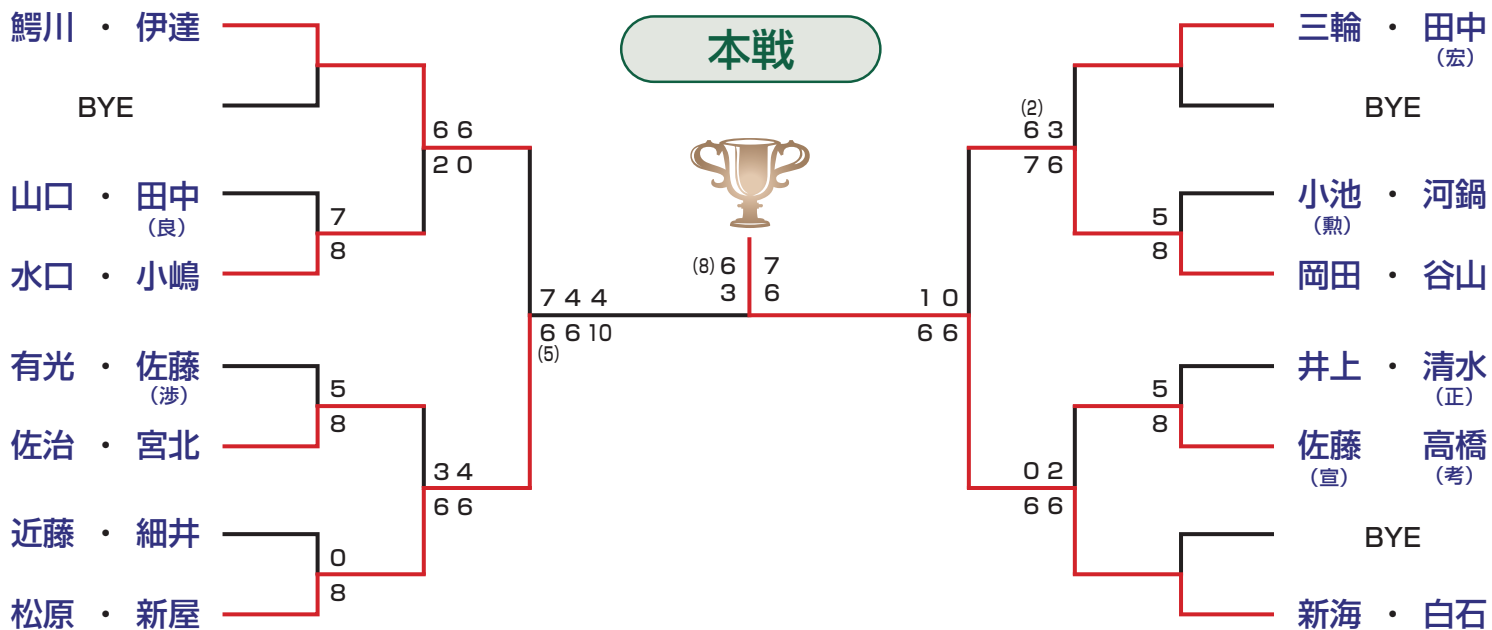 本戦
鰐川 ・ 伊達
BYE
6 6
2 0
山口 ・ 田中
(良)
7
8
水口 ・ 小嶋
7 4 4
6 6 10
(5)
有光 ・ 佐藤
(渉)
5
8
佐治 ・ 宮北
3 4
6 6
近藤 ・ 細井
0
8
松原 ・ 新屋
(8) 6 7
3 6
三輪 ・ 田中
(宏)
BYE
(2)
6 3
7 6
小池 ・ 河鍋
(勲)
5
8
岡田 ・ 谷山
1 0
6 6
井上 ・ 清水
(正)
5
8
佐藤 高橋
(宣) (考)
0 2
6 6
BYE
新海 ・ 白石